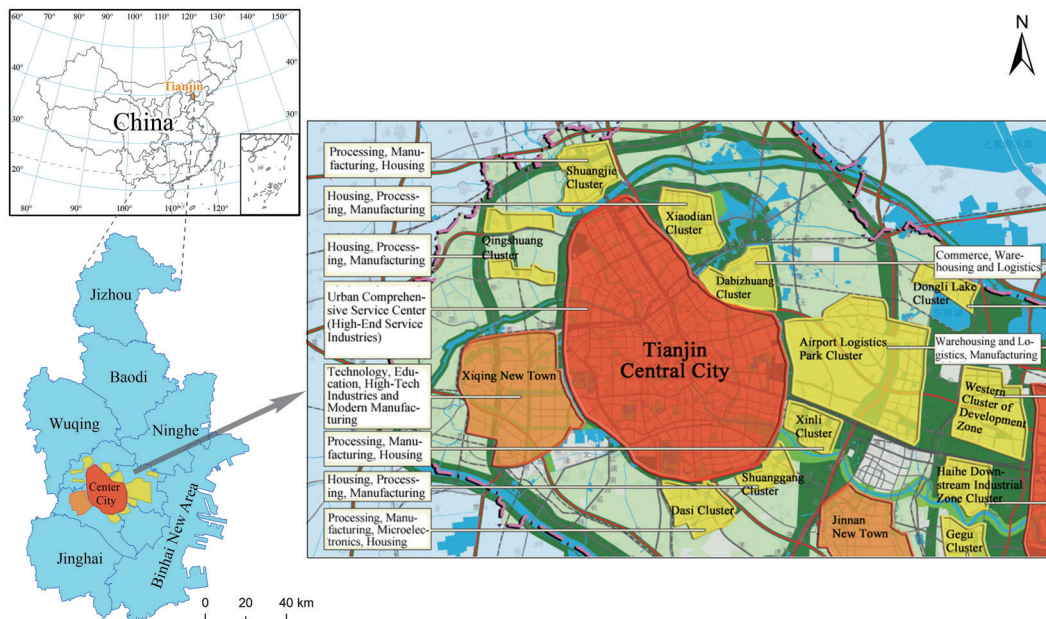 60° 70° 80° 90° 100° 110° 120° 130° 140° 150°
50°
40°
30°
20°
50°
40°
30°
20°
80° 90° 100° 110° 120°
Tianjin
China
N
Jizhou
Baodi
Wuqing
Ninghe
Center
City
Jinghai
Binhai New Area
0 20 40 km
Processing, Manu-
facturing, Housing
Housing, Process-
ing, Manufacturing
Housing, Process-
ing, Manufacturing
Urban Comprehen-
sive Service Center
(High-End Service
Industries)
Technology, Edu-
cation, High-Tech
Industries and
Modern Manufac-
turing
Processing, Manu-
facturing, Housing
Housing, Process-
ing, Manufacturing
Processing, Manu-
facturing, Microelec-
tronics, Housing
Shuangjie
Cluster
Xiaodian
Cluster
Qingshuang
Cluster
Dabizhuang
Cluster
Commerce, Ware-
housing and Logistics
Dongli Lake
Cluster
Tianjin
Central City
Airport Logistics
Park Cluster
Warehousing and Lo-
gistics, Manufacturing
Xiqing New Town
Western
Cluster of
Development
Zone
Xinli
Cluster
Shuanggang
Cluster
Haihe Down-
stream Industrial
Zone Cluster
Dasi Cluster
Jinnan
New Town
Gegu
Cluster